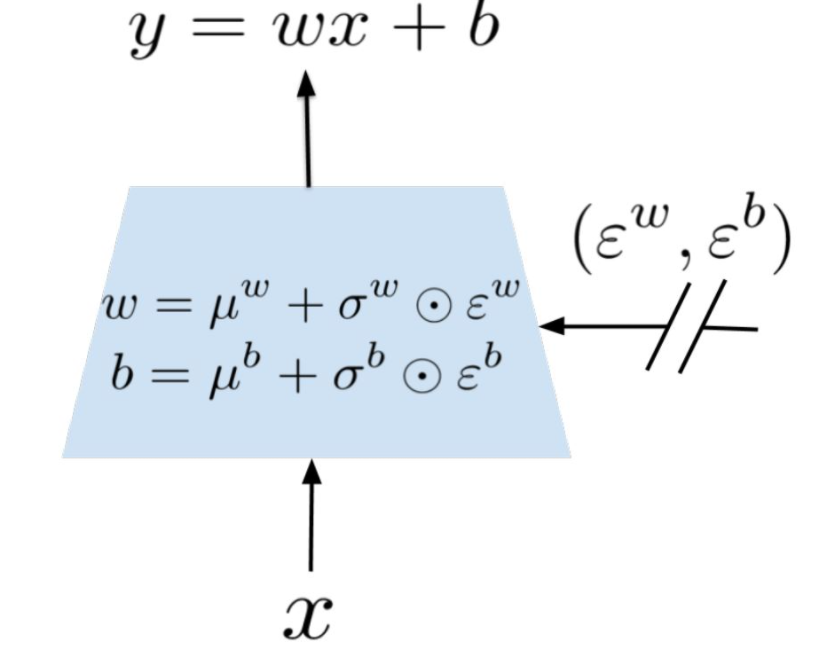 y = wx + b
(ε^w, ε^b)
w = μ^w + σ^w ⊙ ε^w
b = μ^b + σ^b ⊙ ε^b
x